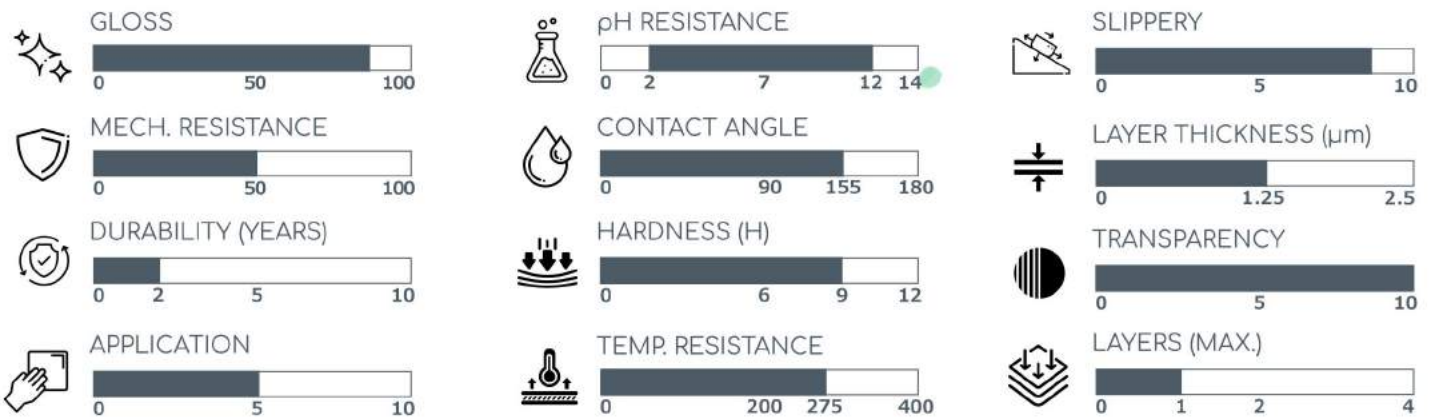 GLOSS
0 50 100
MECH. RESISTANCE
0 50 100
DURABILITY (YEARS)
0 2 5 10
APPLICATION
0 5 10
pH RESISTANCE
0 2 7 12 14
CONTACT ANGLE
0 90 155 180
HARDNESS (H)
0 6 9 12
TEMP. RESISTANCE
0 200 275 400
SLIPPERY
0 5 10
LAYER THICKNESS (μm)
0 1.25 2.5
TRANSPARENCY
0 5 10
LAYERS (MAX.)
0 1 2 4